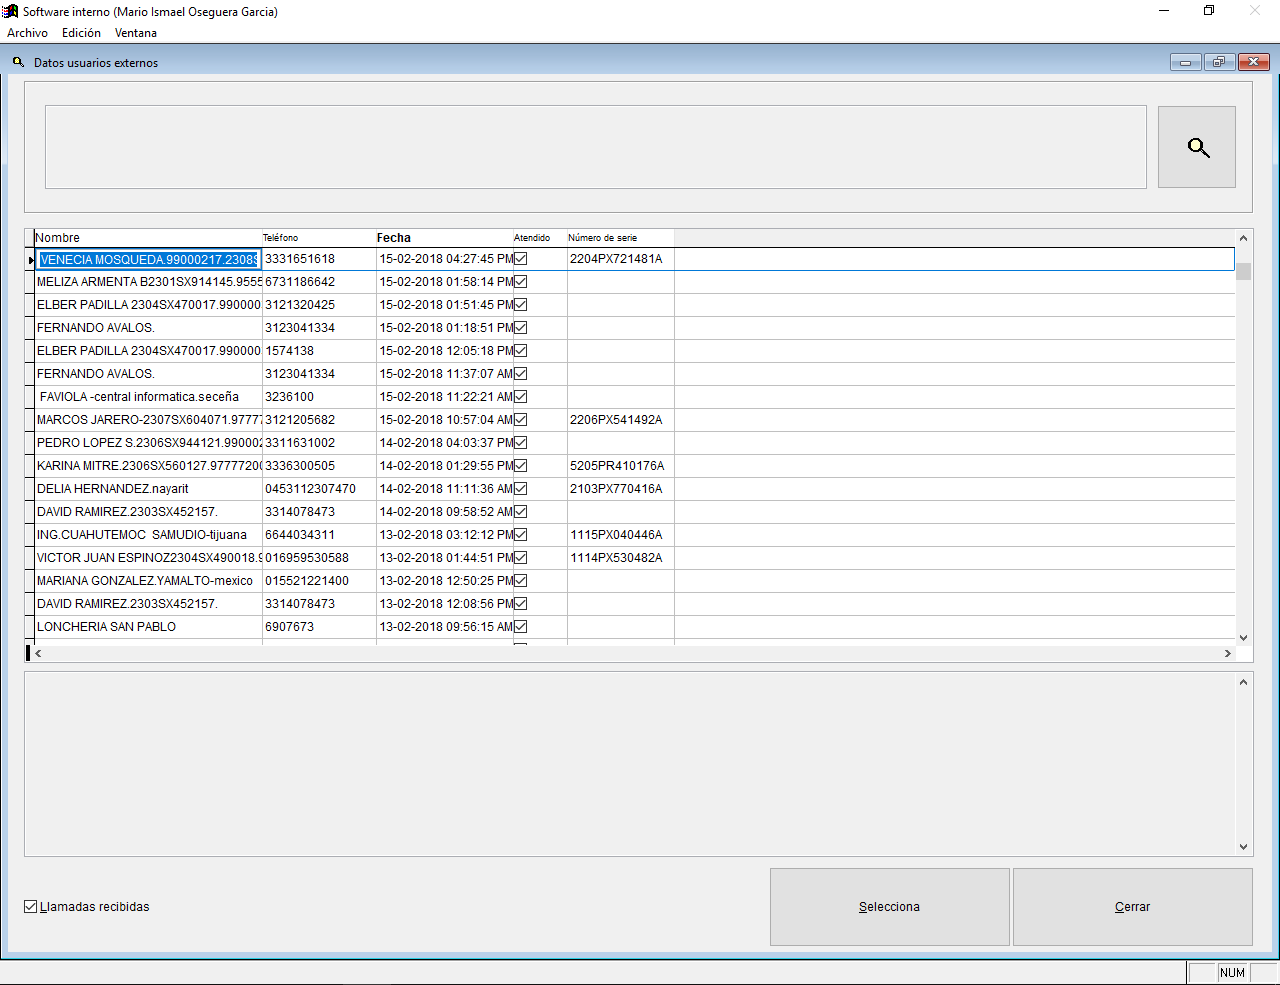 Software interno (Mario Ismael Oseguera Garcia)
Archivo Edición Ventana
Datos usuarios externos
Nombre Teléfono Fecha Atendido Número de serie
VENECIA MOSQUEDA.99000217.2308S 3331651618 15-02-2018 04:27:45 PM 2204PX721481A
MELIZA ARMENTA B2301SX914145.9555 6731186642 15-02-2018 01:58:14 PM
ELBER PADILLA 2304SX470017.990000 3121320425 15-02-2018 01:51:45 PM
FERNANDO AVALOS. 3123041334 15-02-2018 01:18:51 PM
ELBER PADILLA 2304SX470017.990000 1574138 15-02-2018 12:05:18 PM
FERNANDO AVALOS. 3123041334 15-02-2018 11:37:07 AM
FAVIOLA -central informatica.seceña 3236100 15-02-2018 11:22:21 AM
MARCOS JARERO-2307SX604071.97777 3121205682 15-02-2018 10:57:04 AM 2206PX541492A
PEDRO LOPEZ S.2306SX944121.990002 3311631002 14-02-2018 04:03:37 PM
KARINA MITRE.2306SX560127.97777200 3336300505 14-02-2018 01:29:55 PM 5205PR410176A
DELIA HERNANDEZ.nayarit 0453112307470 14-02-2018 11:11:36 AM 2103PX770416A
DAVID RAMIREZ.2303SX452157. 3314078473 14-02-2018 09:58:52 AM
ING.CUAHUTEMOC SAMUDIO-tijuana 6644034311 13-02-2018 03:12:12 PM 1115PX040446A
VICTOR JUAN ESPINOZ2304SX490018.9 016959530588 13-02-2018 01:44:51 PM 1114PX530482A
MARIANA GONZALEZ.YAMALTO-mexico 015521221400 13-02-2018 12:50:25 PM
DAVID RAMIREZ.2303SX452157. 3314078473 13-02-2018 12:08:56 PM
LONCHERIA SAN PABLO 6907673 13-02-2018 09:56:15 AM
Llamadas recibidas Selecciona Cerrar
NUM